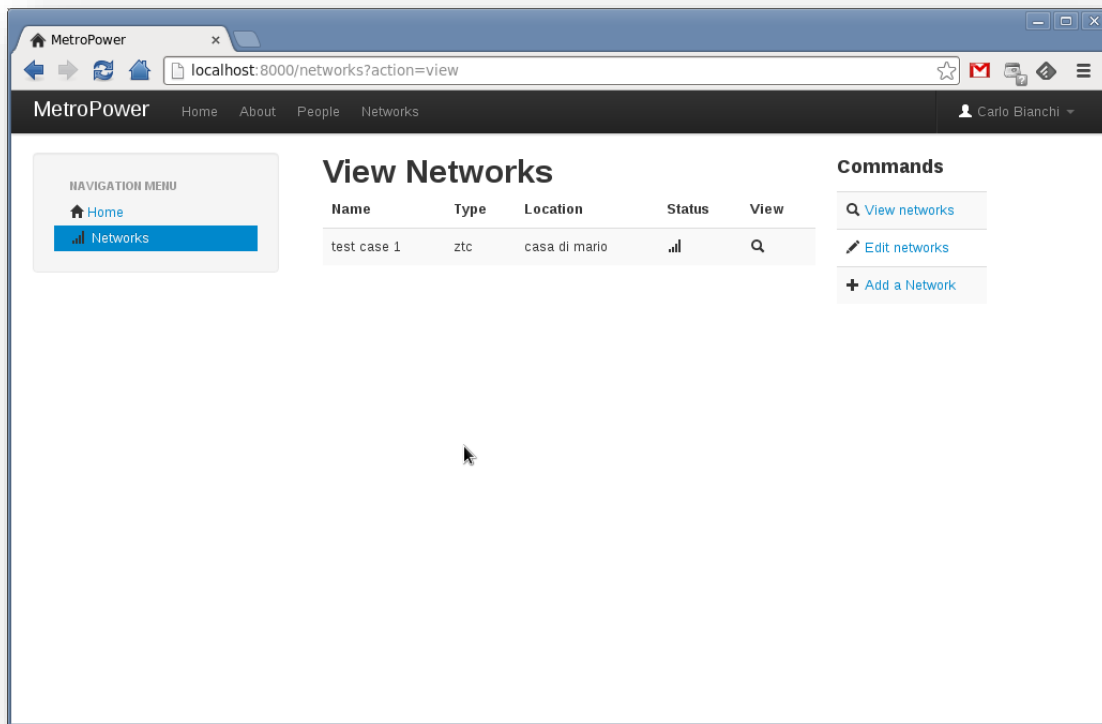 MetroPower
localhost:8000/networks?action=view
MetroPower Home About People Networks Carlo Bianchi
NAVIGATION MENU
Home
Networks
View Networks
Name Type Location Status View
test case 1 ztc casa di mario
Commands
View networks
Edit networks
Add a Network